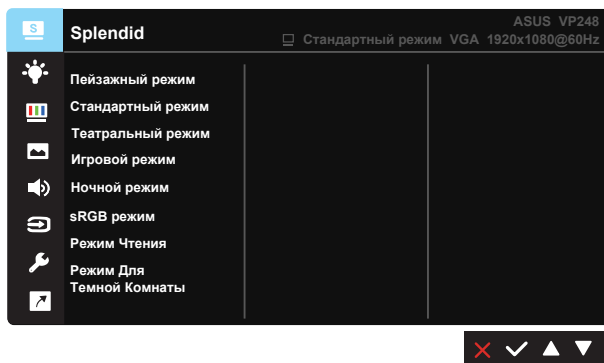 S
Splendid
ASUS VP248
Стандартный режим VGA 1920x1080@60Hz
Пейзажный режим
Стандартный режим
Театральный режим
Игровой режим
Ночной режим
sRGB режим
Режим Чтения
Режим Для
Темной Комнаты